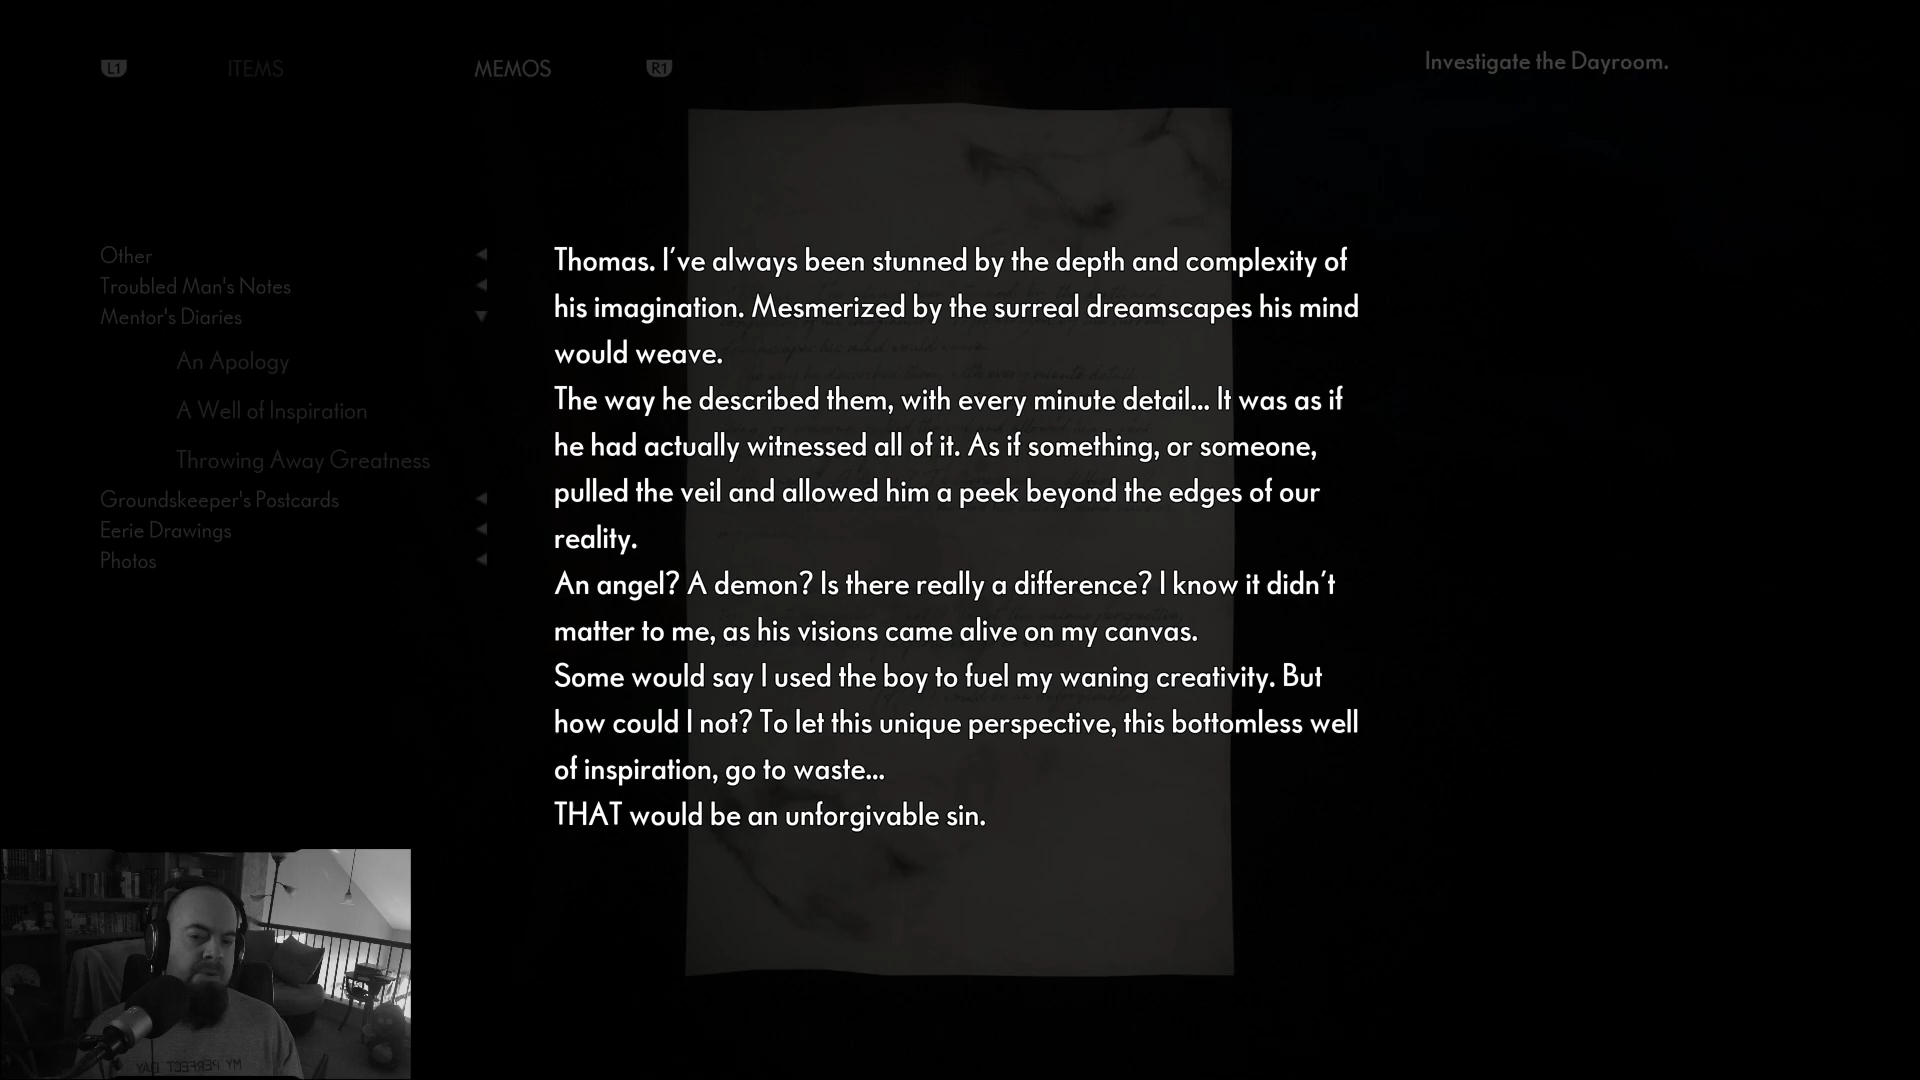 L1
ITEMS
MEMOS
R1
Investigate the Dayroom.
Other
Troubled Man's Notes
Mentor's Diaries
An Apology
A Well of Inspiration
Throwing Away Greatness
Groundskeeper's Postcards
Eerie Drawings
Photos
Thomas. I've always been stunned by the depth and complexity of
his imagination. Mesmerized by the surreal dreamscapes his mind
would weave.
The way he described them, with every minute detail... It was as if
he had actually witnessed all of it. As if something, or someone,
pulled the veil and allowed him a peek beyond the edges of our
reality.
An angel? A demon? Is there really a difference? I know it didn't
matter to me, as his visions came alive on my canvas.
Some would say I used the boy to fuel my waning creativity. But
how could I not? To let this unique perspective, this bottomless well
of inspiration, go to waste...
THAT would be an unforgivable sin.
MY PERFECT DAY